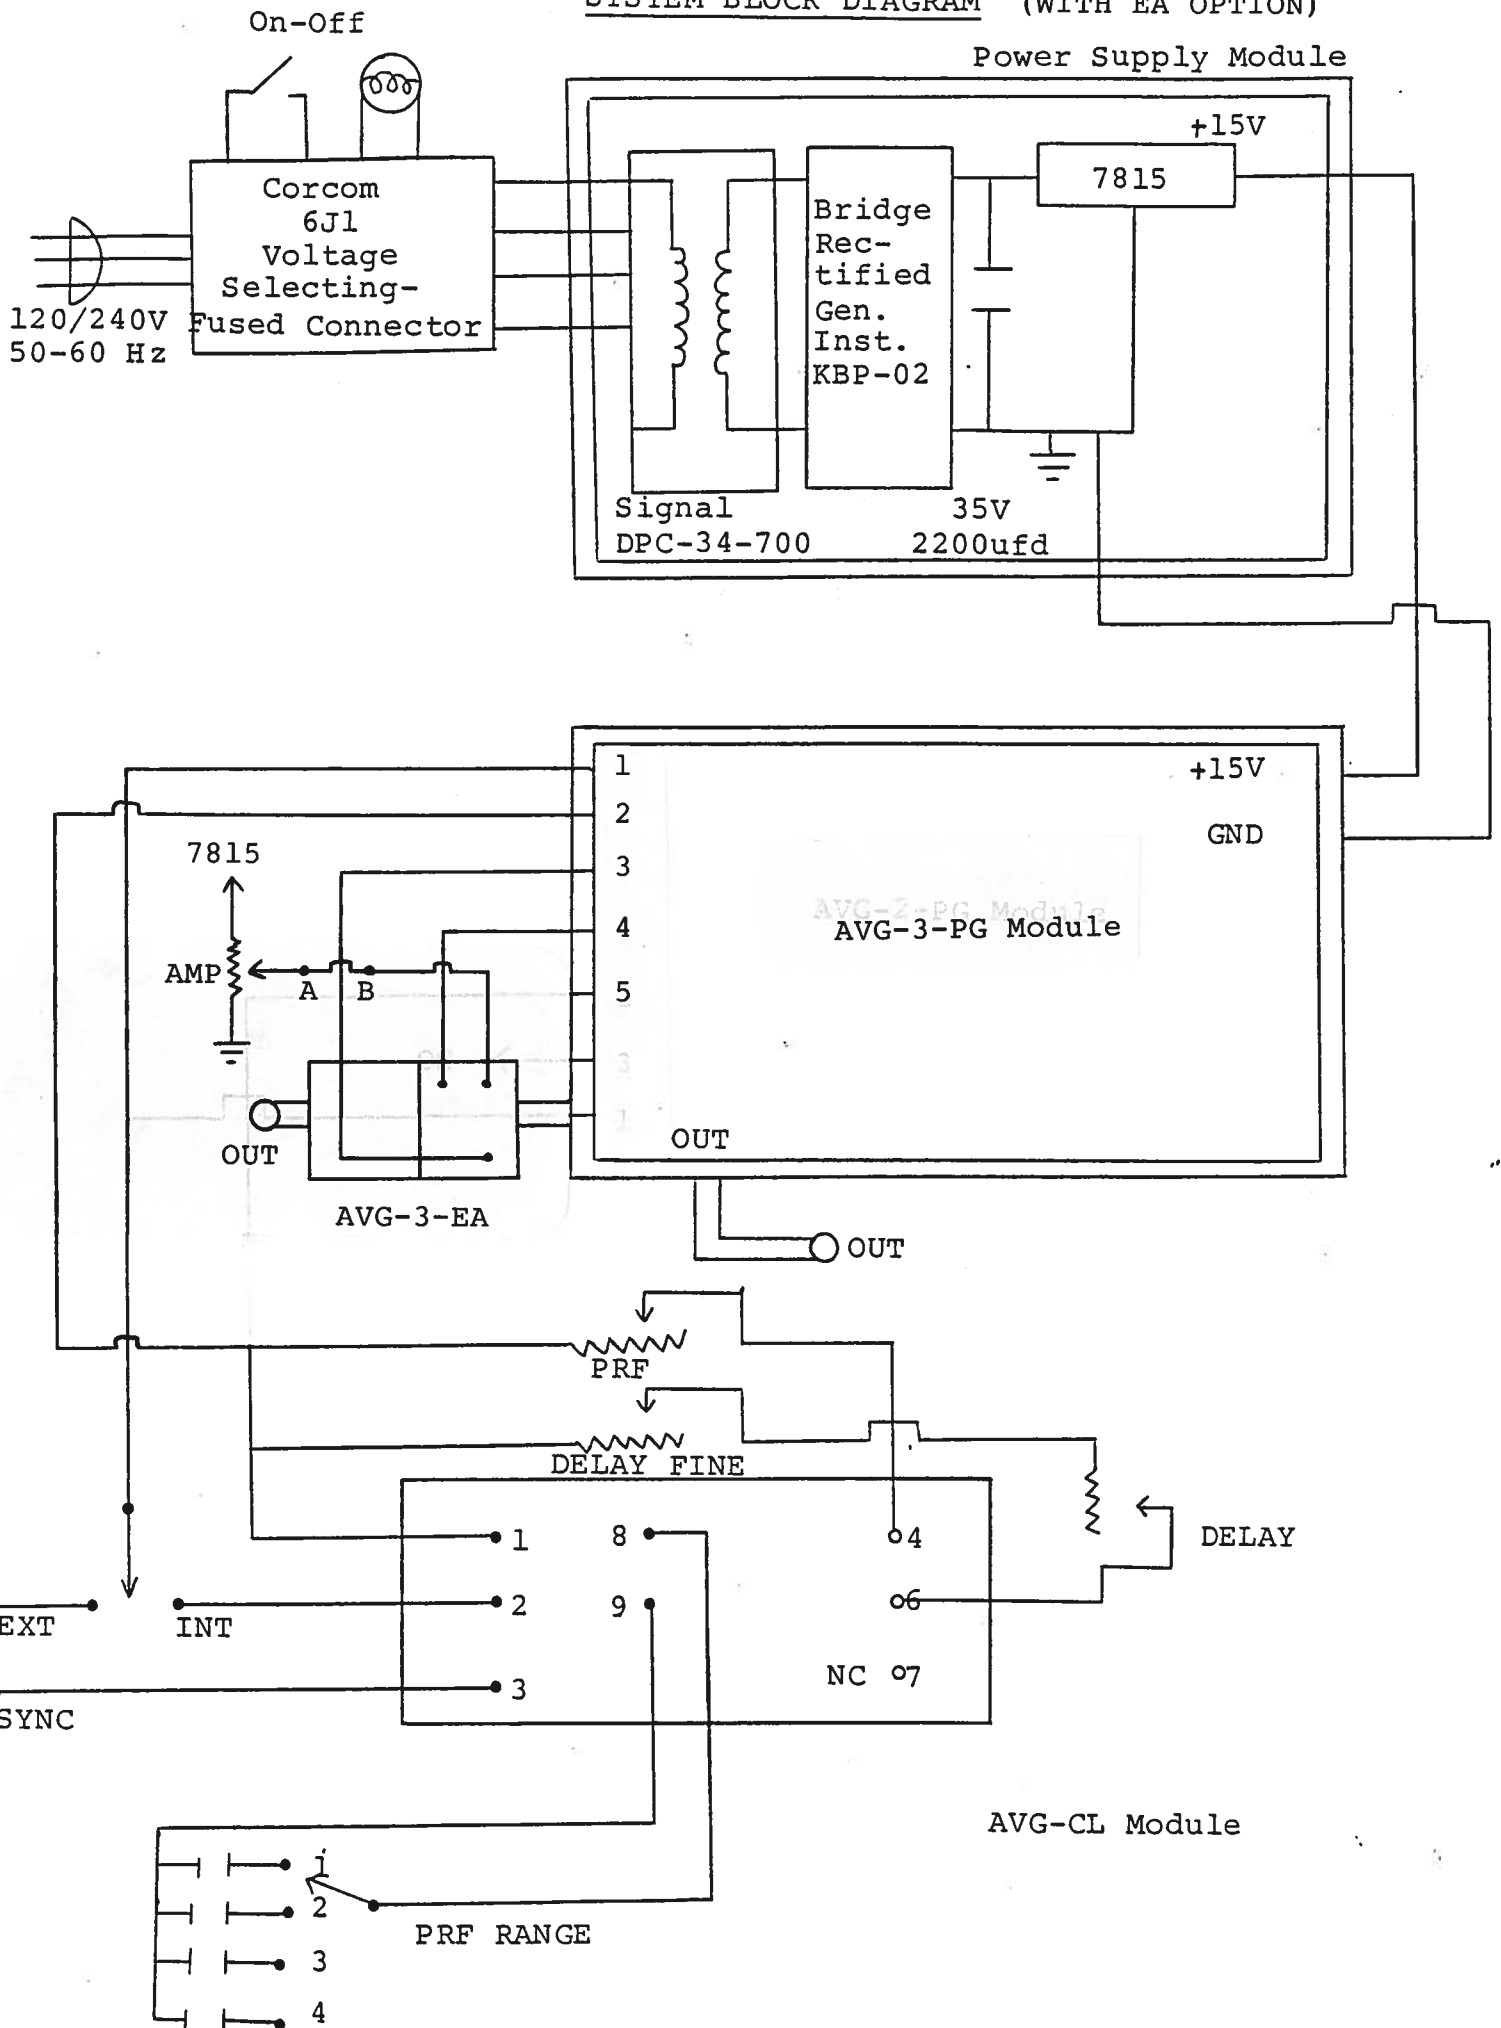 SYSTEM BLOCK DIAGRAM (WITH EA OPTION)
On-Off
Power Supply Module
+15V
7815
Corcom
6J1
Voltage
Selecting-
Fused Connector
120/240V
50-60 Hz
Bridge
Rec-
tified
Gen.
Inst.
KBP-02
Signal
DPC-34-700
35V
2200ufd
1
2
3
4
5
+15V
GND
7815
AMP
A B
AVG-2-PG Module
AVG-3-PG Module
OUT
OUT
AVG-3-EA
OUT
PRF
DELAY FINE
DELAY
1
2
3
8
9
4
6
NC 7
EXT
INT
SYNC
AVG-CL Module
1
2
3
4
PRF RANGE